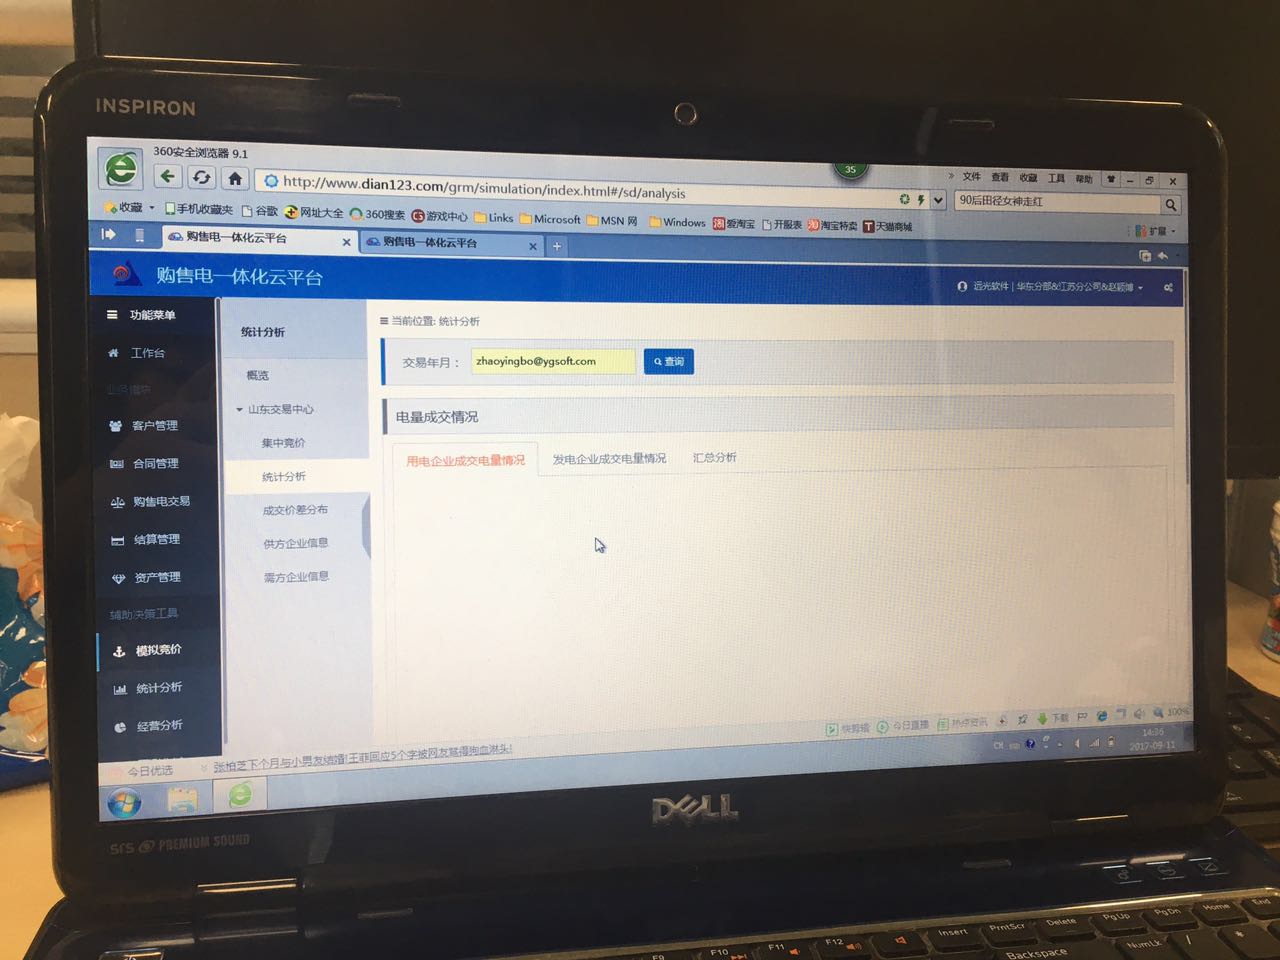 INSPIRON
360安全浏览器 9.1
35
文件 查看 收藏 工具 帮助
http://www.dian123.com/grm/simulation/index.html#/sd/analysis
90后田径女神走红
收藏 手机收藏夹 谷歌 网址大全 360搜索 游戏中心 Links Microsoft MSN 网 Windows 爱淘宝 开服表 淘宝特卖 天猫商城
扩展
购售电一体化云平台
购售电一体化云平台
购售电一体化云平台
远光软件 | 华东分部&江苏分公司&赵颖博
功能菜单
工作台
业务模块
客户管理
合同管理
购售电交易
结算管理
资产管理
辅助决策工具
模拟竞价
统计分析
经营分析
统计分析
概览
山东交易中心
集中竞价
统计分析
成交价差分布
供方企业信息
需方企业信息
当前位置: 统计分析
交易年月：
zhaoyingbo@ygsoft.com
查询
电量成交情况
用电企业成交电量情况 发电企业成交电量情况 汇总分析
今日优选
张柏芝下个月与小男友结婚!王菲回应5个字被网友骂得狗血淋头!
快剪辑 今日直播 热点资讯 下载 100%
CH
14:36
2017-09-11
DELL
SRS PREMIUM SOUND
F9 F10 F11 F12 Insert PrntScr Delete PgUp PgDn Home End
Backspace NumLk / *